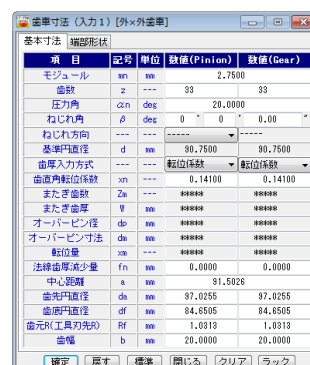 歯車寸法（入力１）[外×外歯車]
基本寸法 端部形状
項　目 記号 単位 数値(Pinion) 数値(Gear)
モジュール mn mm 2.7500
歯数 z --- 33 33
圧力角 αn deg 20.0000
ねじれ角 β deg 0 ° 0 ' 0.00 "
ねじれ方向 --- --- ----- -----
基準円直径 d mm 90.7500 90.7500
歯厚入力方式 --- --- 転位係数 転位係数
歯直角転位係数 xn --- 0.14100 0.14100
またぎ歯数 Zm --- ***** *****
またぎ歯厚 W mm ***** *****
オーバーピン径 dp mm ***** *****
オーバーピン寸法 dm mm ***** *****
転位量 xm --- ***** *****
法線歯厚減少量 fn mm 0.0000 0.0000
中心距離 a mm 91.5026
歯先円直径 da mm 97.0255 97.0255
歯底円直径 df mm 84.6505 84.6505
歯元R(工具刃先R) Rf mm 1.0313 1.0313
歯幅 b mm 20.0000 20.0000
確定 戻す 標準 閉じる クリア ラック